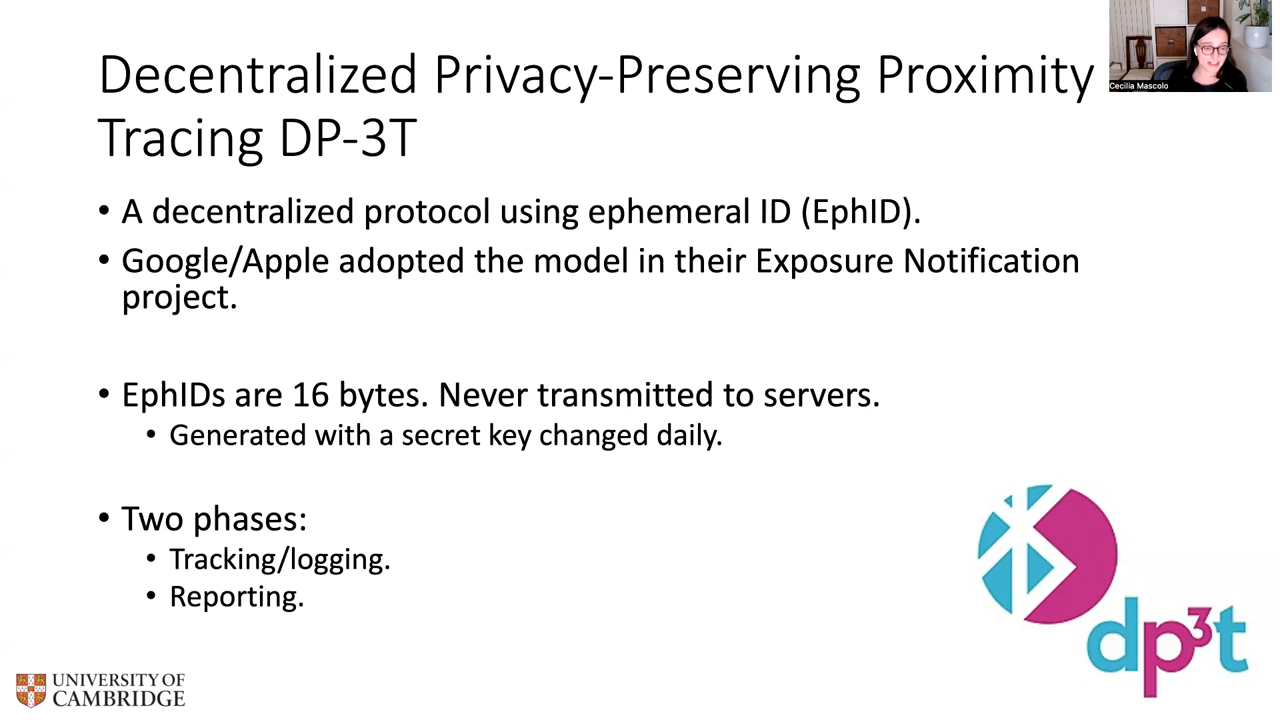 Cecilia Mascolo
Decentralized Privacy-Preserving Proximity
Tracing DP-3T
• A decentralized protocol using ephemeral ID (EphID).
• Google/Apple adopted the model in their Exposure Notification
project.
• EphIDs are 16 bytes. Never transmitted to servers.
• Generated with a secret key changed daily.
• Two phases:
• Tracking/logging.
• Reporting.
dp³t
UNIVERSITY OF
CAMBRIDGE